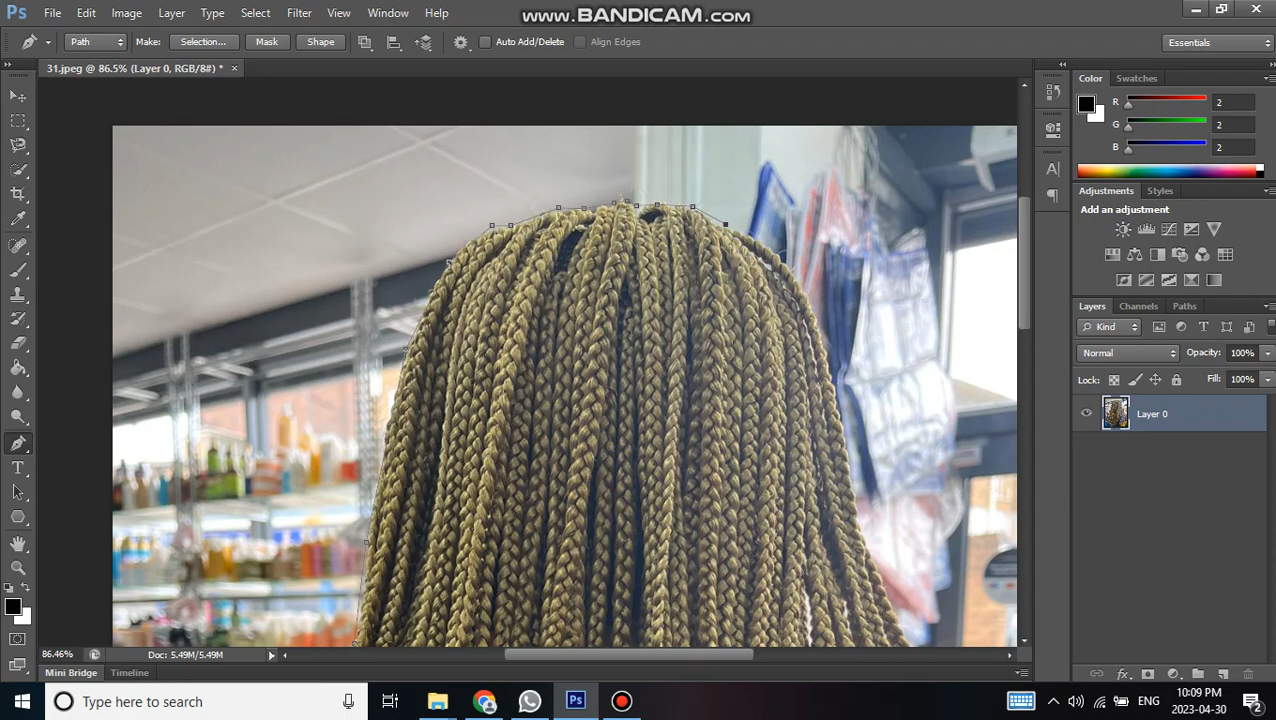 Ps File Edit Image Layer Type Select Filter View Window Help
www.BANDICAM.com
Path Make: Selection... Mask Shape Auto Add/Delete Align Edges Essentials
31.jpeg @ 86.5% (Layer 0, RGB/8#) * ×
Color Swatches
R 2
G 2
B 2
Adjustments Styles
Add an adjustment
Layers Channels Paths
Kind
Normal Opacity: 100%
Lock: Fill: 100%
Layer 0
86.46% Doc: 5.49M/5.49M
Mini Bridge Timeline
Type here to search
Ps
ENG
10:09 PM
2023-04-30
2